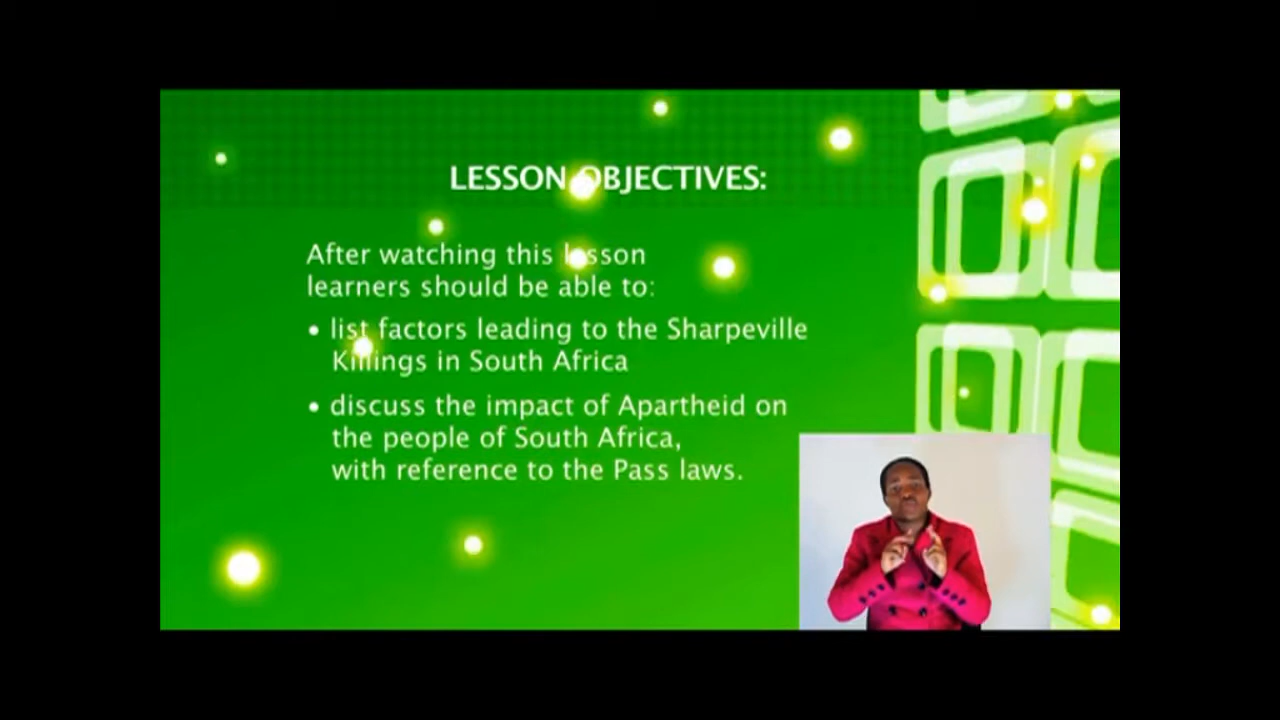 LESSON OBJECTIVES:
After watching this lesson
learners should be able to:
• list factors leading to the Sharpeville
Killings in South Africa
• discuss the impact of Apartheid on
the people of South Africa,
with reference to the Pass laws.